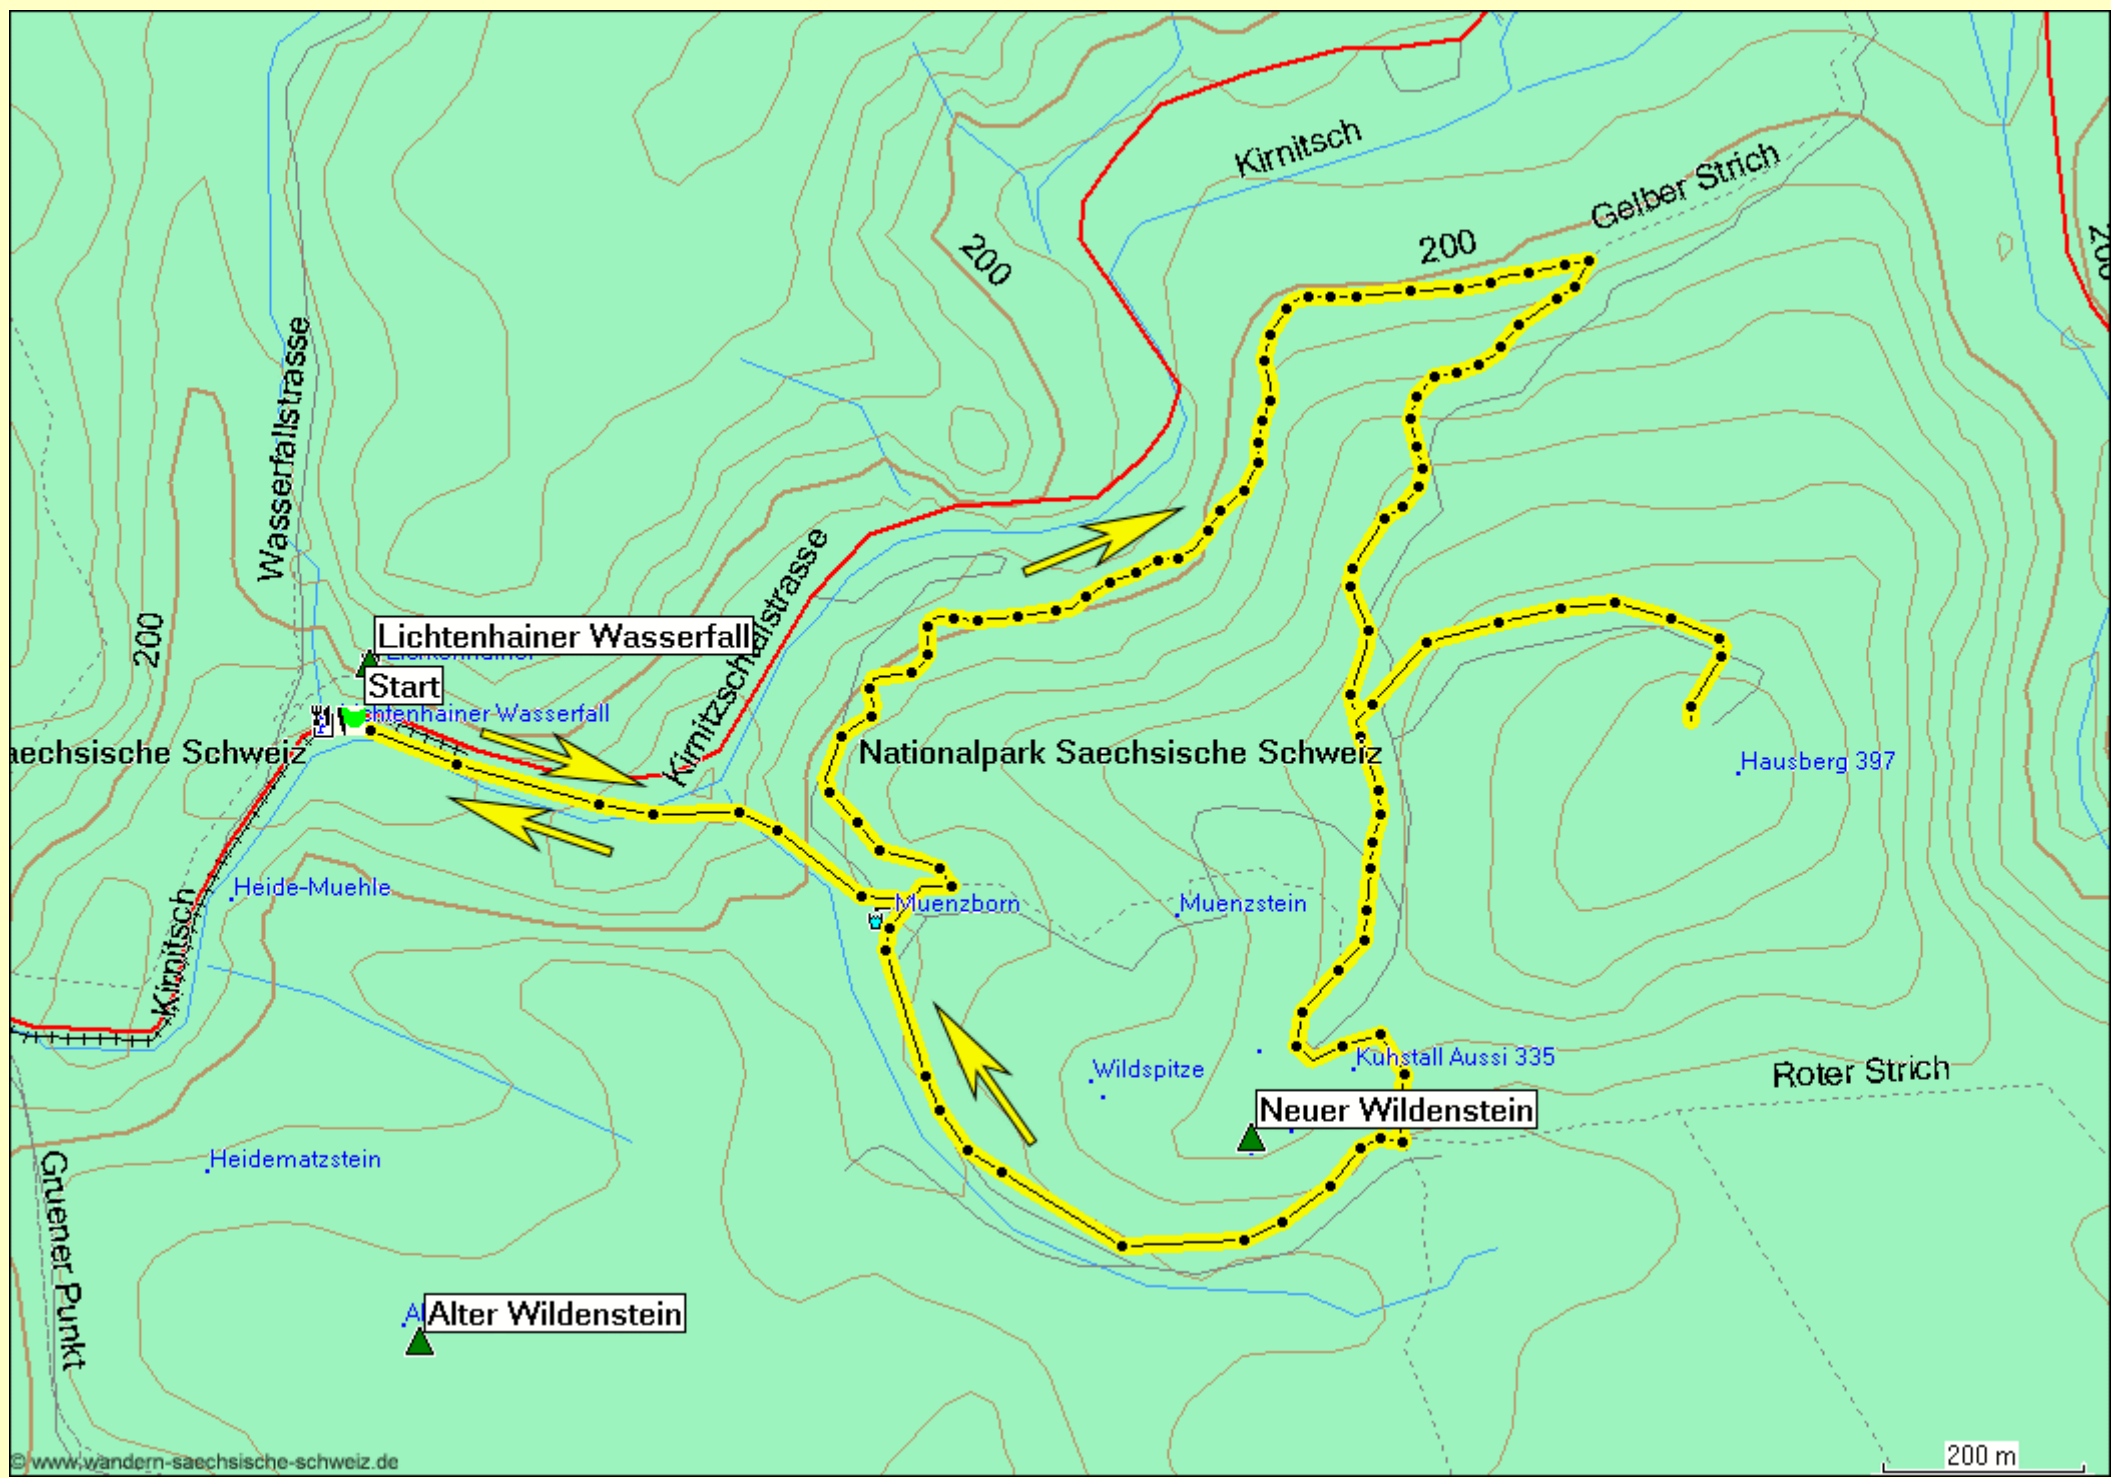 Kirnitsch
Gelber Strich
200
200
200
Wasserfallstrasse
200
Lichtenhainer Wasserfall
Start
Lichtenhainer Wasserfall
Kirnitzschtalstrasse
aechsische Schweiz
Nationalpark Saechsische Schweiz
Hausberg 397
Heide-Muehle
Muenzborn
Muenzstein
Kirnitsch
Wildspitze
Kuhstall Aussi 335
Roter Strich
Neuer Wildenstein
Heidematzstein
Gruener Punkt
Al
Alter Wildenstein
© www.wandern-saechsische-schweiz.de
200 m